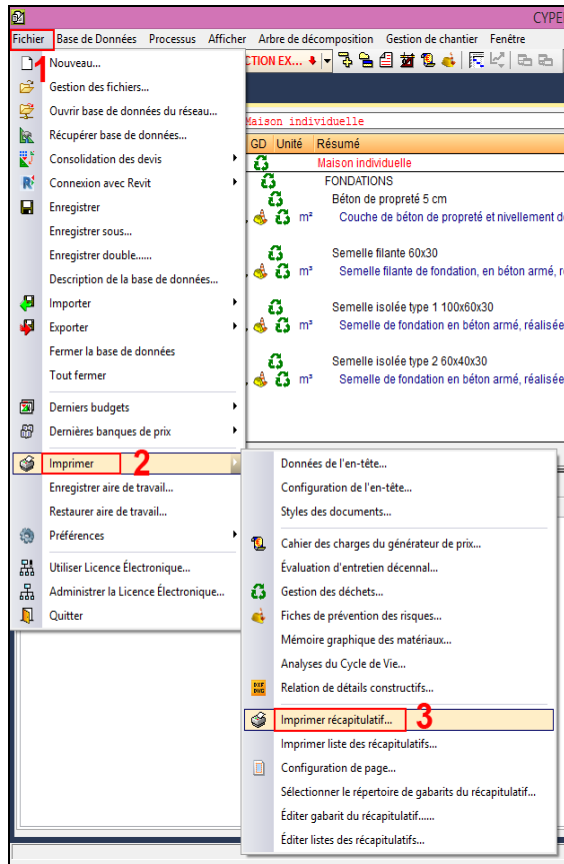 CYPE
Fichier Base de Données Processus Afficher Arbre de décomposition Gestion de chantier Fenêtre
1
Nouveau...
CTION EX...
Gestion des fichiers...
Ouvrir base de données du réseau...
Maison individuelle
Récupérer base de données...
GD Unité Résumé
Consolidation des devis
Maison individuelle
Connexion avec Revit
FONDATIONS
Enregistrer
Béton de propreté 5 cm
m² Couche de béton de propreté et nivellement d
Enregistrer sous...
Enregistrer double......
Semelle filante 60x30
Description de la base de données...
m³ Semelle filante de fondation, en béton armé, r
Importer
Semelle isolée type 1 100x60x30
Exporter
m³ Semelle de fondation en béton armé, réalisée
Fermer la base de données
Semelle isolée type 2 60x40x30
Tout fermer
m³ Semelle de fondation en béton armé, réalisée
Derniers budgets
Dernières banques de prix
Imprimer 2
Enregistrer aire de travail...
Restaurer aire de travail...
Préférences
Utiliser Licence Électronique...
Administrer la Licence Électronique...
Quitter
Données de l'en-tête...
Configuration de l'en-tête...
Styles des documents...
Cahier des charges du générateur de prix...
Évaluation d'entretien décennal...
Gestion des déchets...
Fiches de prévention des risques...
Mémoire graphique des matériaux...
Analyses du Cycle de Vie...
DXF
DWG
Relation de détails constructifs...
Imprimer récapitulatif... 3
Imprimer liste des récapitulatifs...
Configuration de page...
Sélectionner le répertoire de gabarits du récapitulatif...
Éditer gabarit du récapitulatif......
Éditer listes des récapitulatifs...